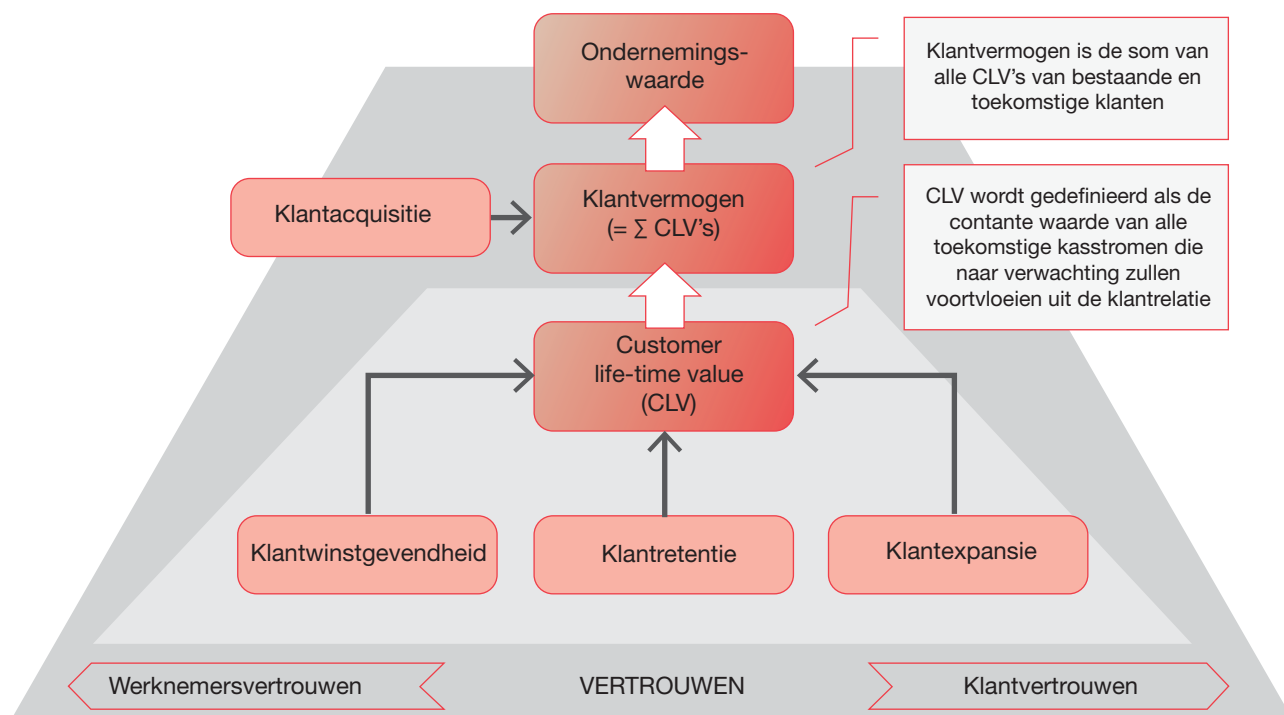 Ondernemings-
waarde
Klantvermogen is de som van
alle CLV’s van bestaande en
toekomstige klanten
Klantacquisitie
Klantvermogen
(= ∑ CLV’s)
CLV wordt gedefinieerd als de
contante waarde van alle
toekomstige kasstromen die
naar verwachting zullen
voortvloeien uit de klantrelatie
Customer
life-time value
(CLV)
Klantwinstgevendheid
Klantretentie
Klantexpansie
Werknemersvertrouwen
VERTROUWEN
Klantvertrouwen